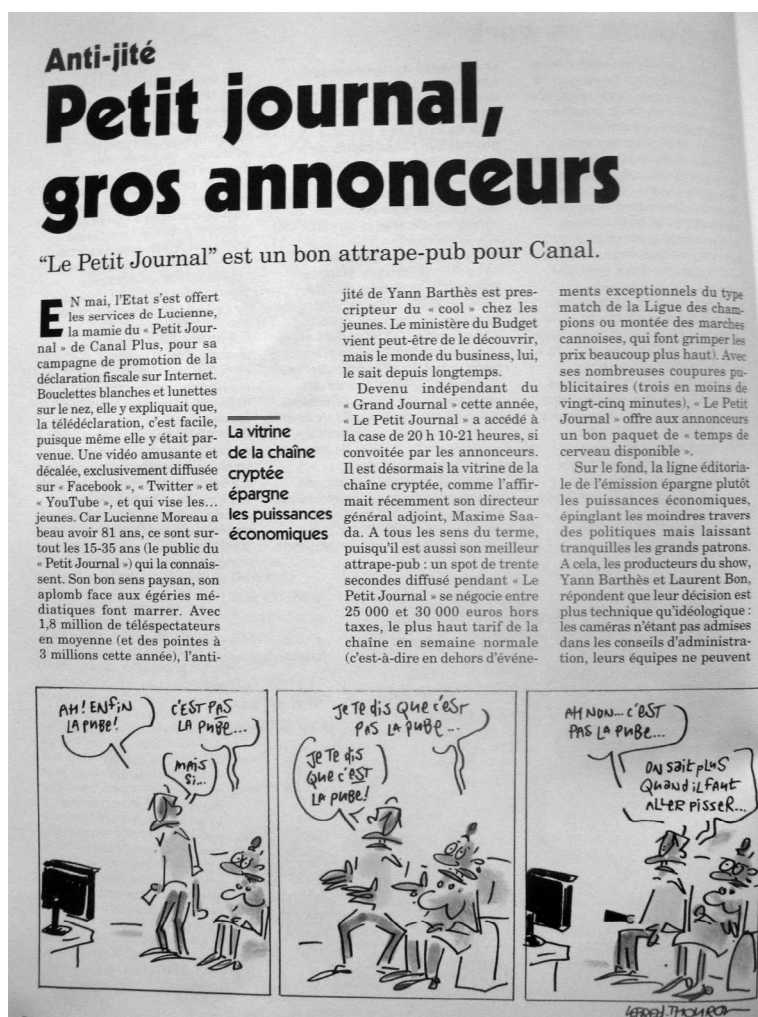 Anti-jité
Petit journal,
gros annonceurs
"Le Petit Journal" est un bon attrape-pub pour Canal.
EN mai, l'Etat s'est offert
les services de Lucienne,
la mamie du « Petit Jour-
nal » de Canal Plus, pour sa
campagne de promotion de la
déclaration fiscale sur Internet.
Bouclettes blanches et lunettes
sur le nez, elle y expliquait que,
la télédéclaration, c'est facile,
puisque même elle y était par-
venue. Une vidéo amusante et
décalée, exclusivement diffusée
sur « Facebook », « Twitter » et
« YouTube », et qui vise les...
jeunes. Car Lucienne Moreau a
beau avoir 81 ans, ce sont sur-
tout les 15-35 ans (le public du
« Petit Journal ») qui la connais-
sent. Son bon sens paysan, son
aplomb face aux égéries mé-
diatiques font marrer. Avec
1,8 million de téléspectateurs
en moyenne (et des pointes à
3 millions cette année), l'anti-
La vitrine
de la chaîne
cryptée
épargne
les puissances
économiques
jité de Yann Barthès est pres-
cripteur du « cool » chez les
jeunes. Le ministère du Budget
vient peut-être de le découvrir,
mais le monde du business, lui,
le sait depuis longtemps.
Devenu indépendant du
« Grand Journal » cette année,
« Le Petit Journal » a accédé à
la case de 20 h 10-21 heures, si
convoitée par les annonceurs.
Il est désormais la vitrine de la
chaîne cryptée, comme l'affir-
mait récemment son directeur
général adjoint, Maxime Saa-
da. A tous les sens du terme,
puisqu'il est aussi son meilleur
attrape-pub : un spot de trente
secondes diffusé pendant « Le
Petit Journal » se négocie entre
25 000 et 30 000 euros hors
taxes, le plus haut tarif de la
chaîne en semaine normale
(c'est-à-dire en dehors d'événe-
ments exceptionnels du type
match de la Ligue des cham-
pions ou montée des marches
cannoises, qui font grimper les
prix beaucoup plus haut). Avec
ses nombreuses coupures pu-
blicitaires (trois en moins de
vingt-cinq minutes), « Le Petit
Journal » offre aux annonceurs
un bon paquet de « temps de
cerveau disponible ».
Sur le fond, la ligne éditoria-
le de l'émission épargne plutôt
les puissances économiques,
épinglant les moindres travers
des politiques mais laissant
tranquilles les grands patrons.
A cela, les producteurs du show,
Yann Barthès et Laurent Bon,
répondent que leur décision est
plus technique qu'idéologique :
les caméras n'étant pas admises
dans les conseils d'administra-
tion, leurs équipes ne peuvent
AH! ENFIN
LA PUBE!
C'EST PAS
LA PUBE...
MAIS
SI...
Je Te dis Que c'EST
PAS LA PUBE...
Je Te dis
QUE C'EST
LA PUBE!
AH NON... C'EST
PAS LA PUBE...
ON SAIT PLUS
QUAND IL FAUT
ALLER PISSER...
LEFRED.THOURON